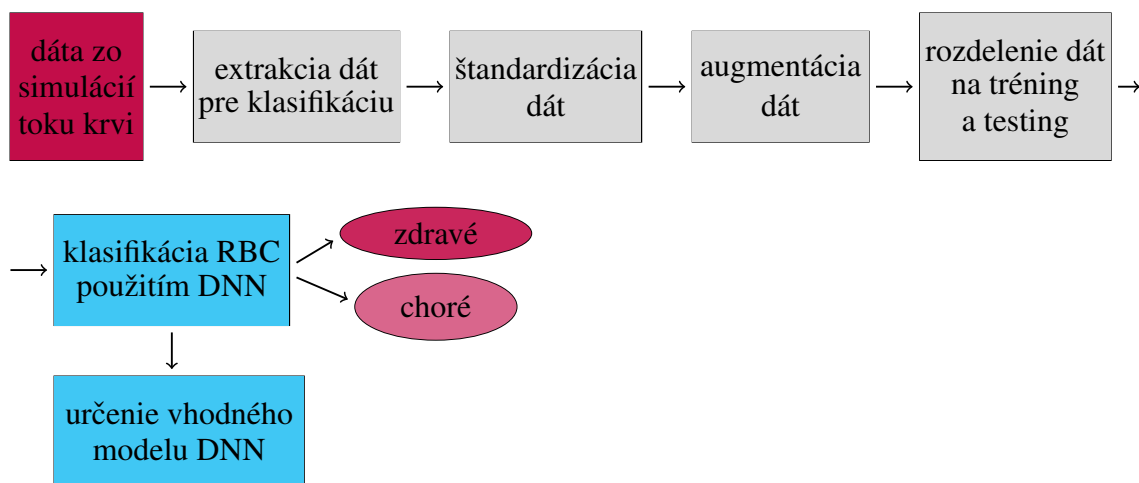 dáta zo
simulácií
toku krvi
extrakcia dát
pre klasifikáciu
štandardizácia
dát
augmentácia
dát
rozdelenie dát
na tréning
a testing
klasifikácia RBC
použitím DNN
zdravé
choré
určenie vhodného
modelu DNN